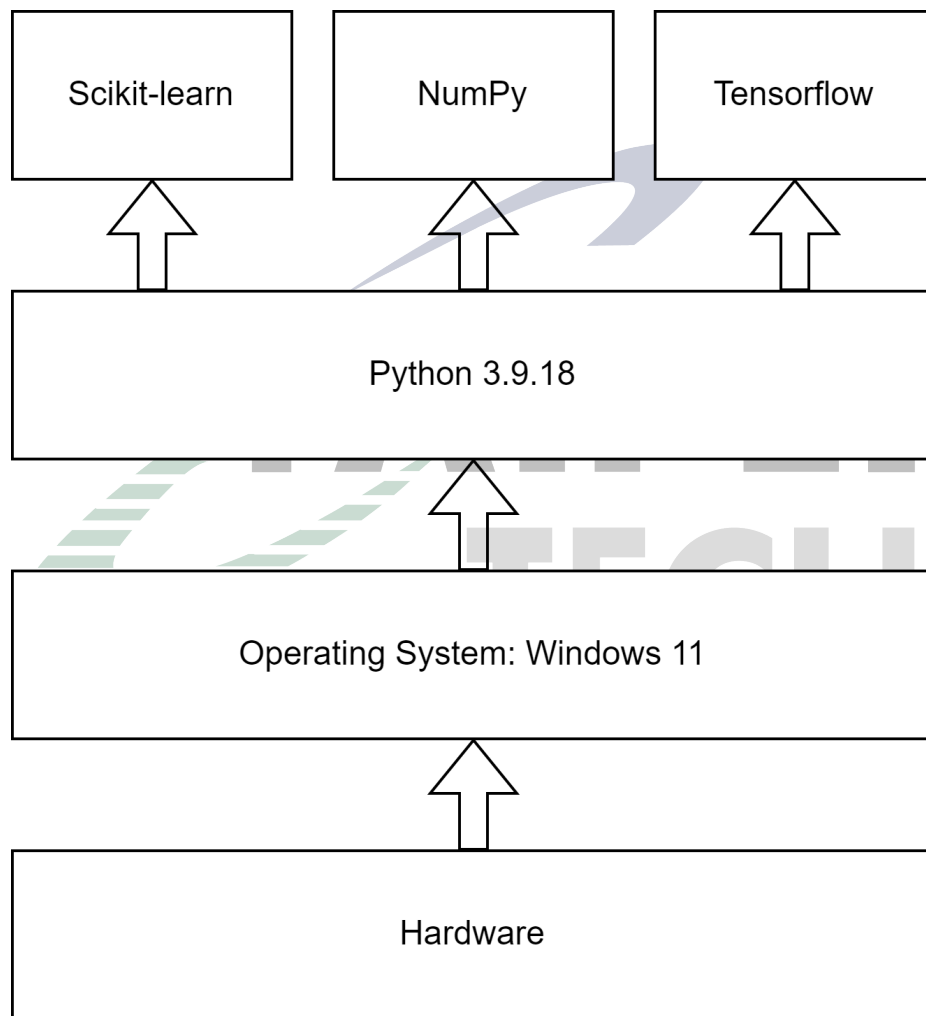 Scikit-learn
NumPy
Tensorflow
Python 3.9.18
Operating System: Windows 11
Hardware